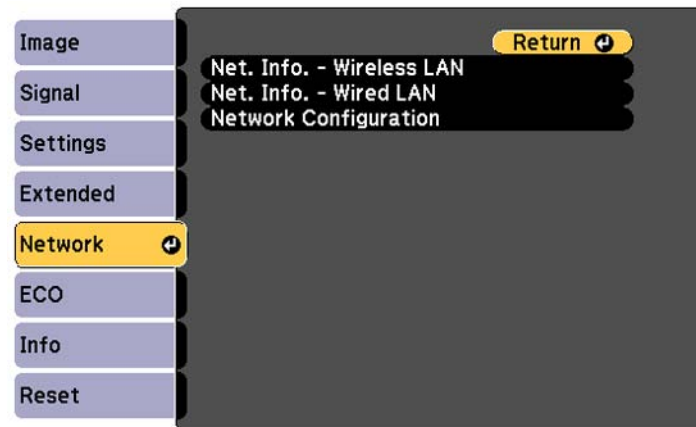 Image
Signal
Settings
Extended
Network
ECO
Info
Reset
Return
Net. Info. - Wireless LAN
Net. Info. - Wired LAN
Network Configuration